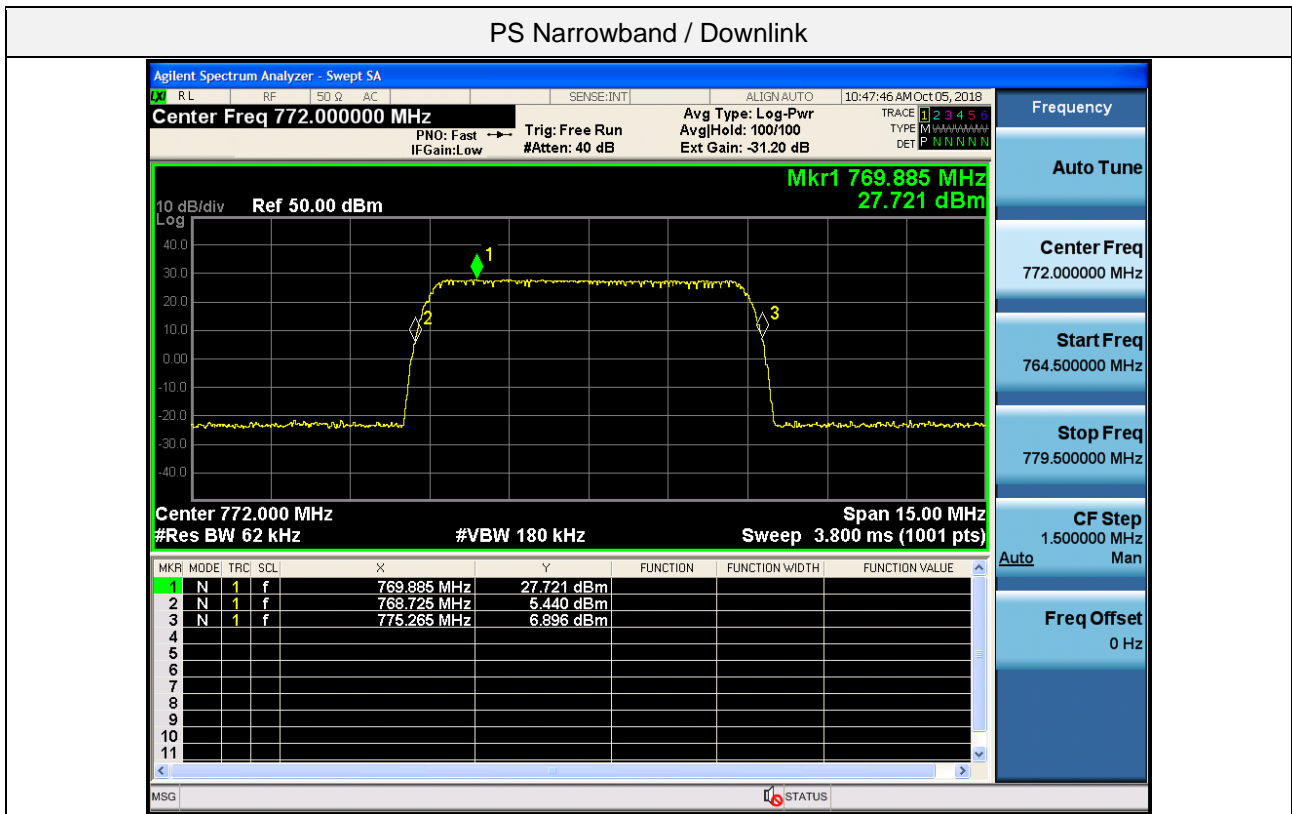 PS Narrowband / Downlink
Agilent Spectrum Analyzer - Swept SA
LXI RL RF 50 Ω AC SENSE:INT ALIGN AUTO 10:47:46 AM Oct 05, 2018
Center Freq 772.000000 MHz
PNO: Fast
IFGain:Low
Trig: Free Run
#Atten: 40 dB
Avg Type: Log-Pwr
Avg|Hold: 100/100
Ext Gain: -31.20 dB
TRACE 1 2 3 4 5 6
TYPE M
DET P N N N N N
Mkr1 769.885 MHz
27.721 dBm
10 dB/div Ref 50.00 dBm
Log
40.0
30.0
20.0
10.0
0.00
-10.0
-20.0
-30.0
-40.0
1
2
3
Center 772.000 MHz Span 15.00 MHz
#Res BW 62 kHz #VBW 180 kHz Sweep 3.800 ms (1001 pts)
MKR MODE TRC SCL X Y FUNCTION FUNCTION WIDTH FUNCTION VALUE
1 N 1 f 769.885 MHz 27.721 dBm
2 N 1 f 768.725 MHz 5.440 dBm
3 N 1 f 775.265 MHz 6.896 dBm
4
5
6
7
8
9
10
11
MSG STATUS
Frequency
Auto Tune
Center Freq
772.000000 MHz
Start Freq
764.500000 MHz
Stop Freq
779.500000 MHz
CF Step
1.500000 MHz
Auto Man
Freq Offset
0 Hz